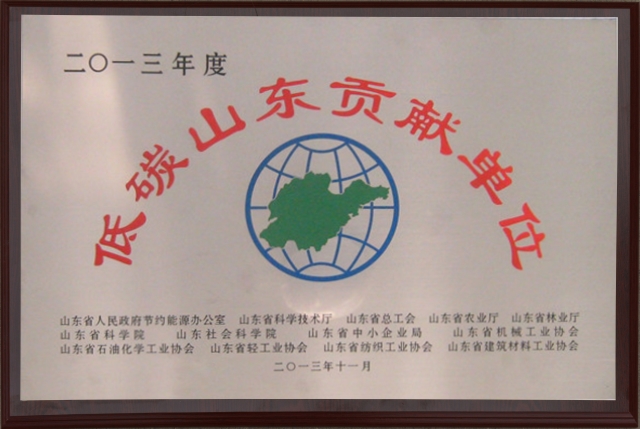 二〇一三年度
低碳山东贡献单位
山东省人民政府节约能源办公室 山东省科学技术厅 山东省总工会 山东省农业厅 山东省林业厅
山东省科学院 山东社会科学院 山东省中小企业局 山东省机械工业协会
山东省石油化学工业协会 山东省轻工业协会 山东省纺织工业协会 山东省建筑材料工业协会
二〇一三年十一月